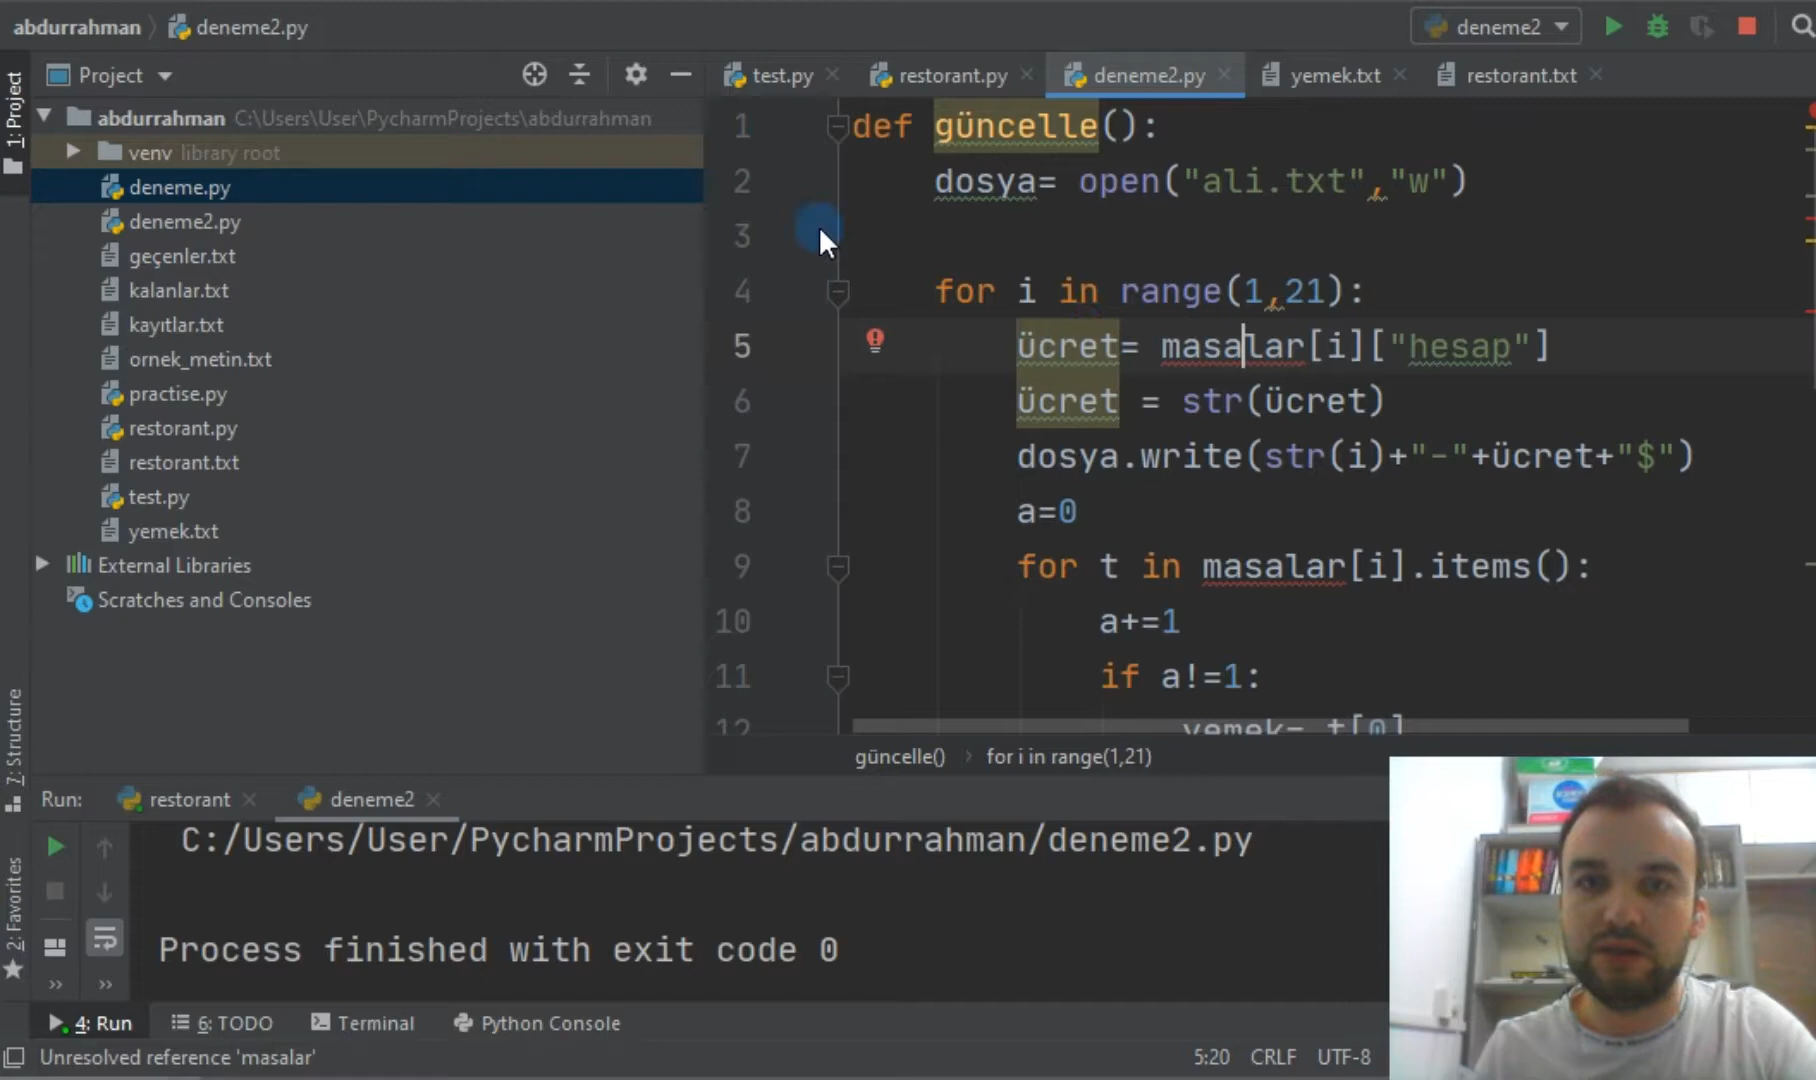 abdurrahman deneme2.py
deneme2
Project
test.py restorant.py deneme2.py yemek.txt restorant.txt
1: Project
abdurrahman C:\Users\User\PycharmProjects\abdurrahman
venv library root
deneme.py
deneme2.py
geçenler.txt
kalanlar.txt
kayıtlar.txt
ornek_metin.txt
practise.py
restorant.py
restorant.txt
test.py
yemek.txt
External Libraries
Scratches and Consoles
1 def güncelle():
2 dosya= open("ali.txt","w")
3
4 for i in range(1,21):
5 ücret= masalar[i]["hesap"]
6 ücret = str(ücret)
7 dosya.write(str(i)+"-"+ücret+"$")
8 a=0
9 for t in masalar[i].items():
10 a+=1
11 if a!=1:
12 yemek= t[0]
güncelle() for i in range(1,21)
7: Structure
2: Favorites
Run: restorant deneme2
C:/Users/User/PycharmProjects/abdurrahman/deneme2.py
Process finished with exit code 0
4: Run 6: TODO Terminal Python Console
Unresolved reference 'masalar' 5:20 CRLF UTF-8